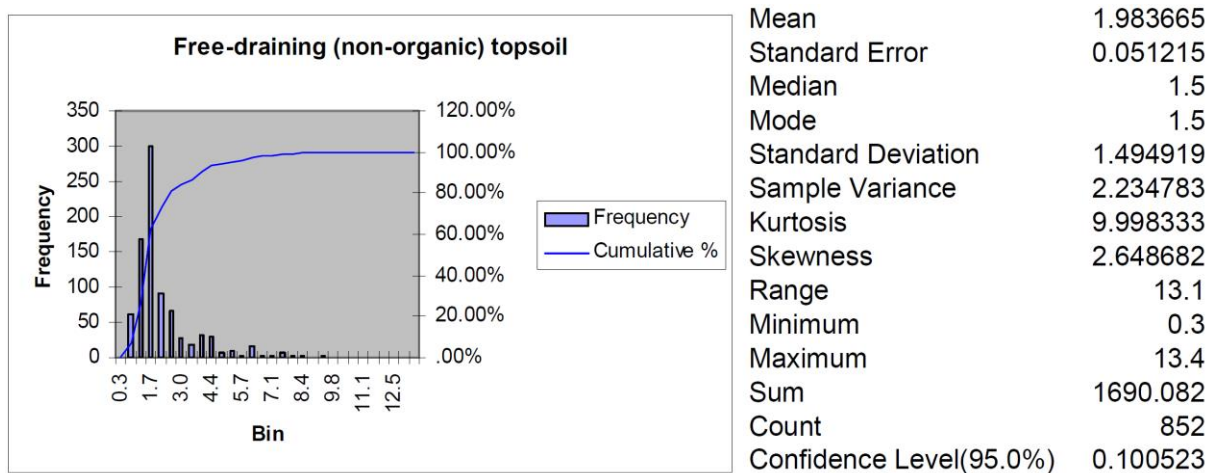 Free-draining (non-organic) topsoil
350
300
250
200
150
100
50
0
Frequency
120.00%
100.00%
80.00%
60.00%
40.00%
20.00%
.00%
0.3 1.7 3.0 4.4 5.7 7.1 8.4 9.8 11.1 12.5
Bin
Frequency
Cumulative %
Mean 1.983665
Standard Error 0.051215
Median 1.5
Mode 1.5
Standard Deviation 1.494919
Sample Variance 2.234783
Kurtosis 9.998333
Skewness 2.648682
Range 13.1
Minimum 0.3
Maximum 13.4
Sum 1690.082
Count 852
Confidence Level(95.0%) 0.100523